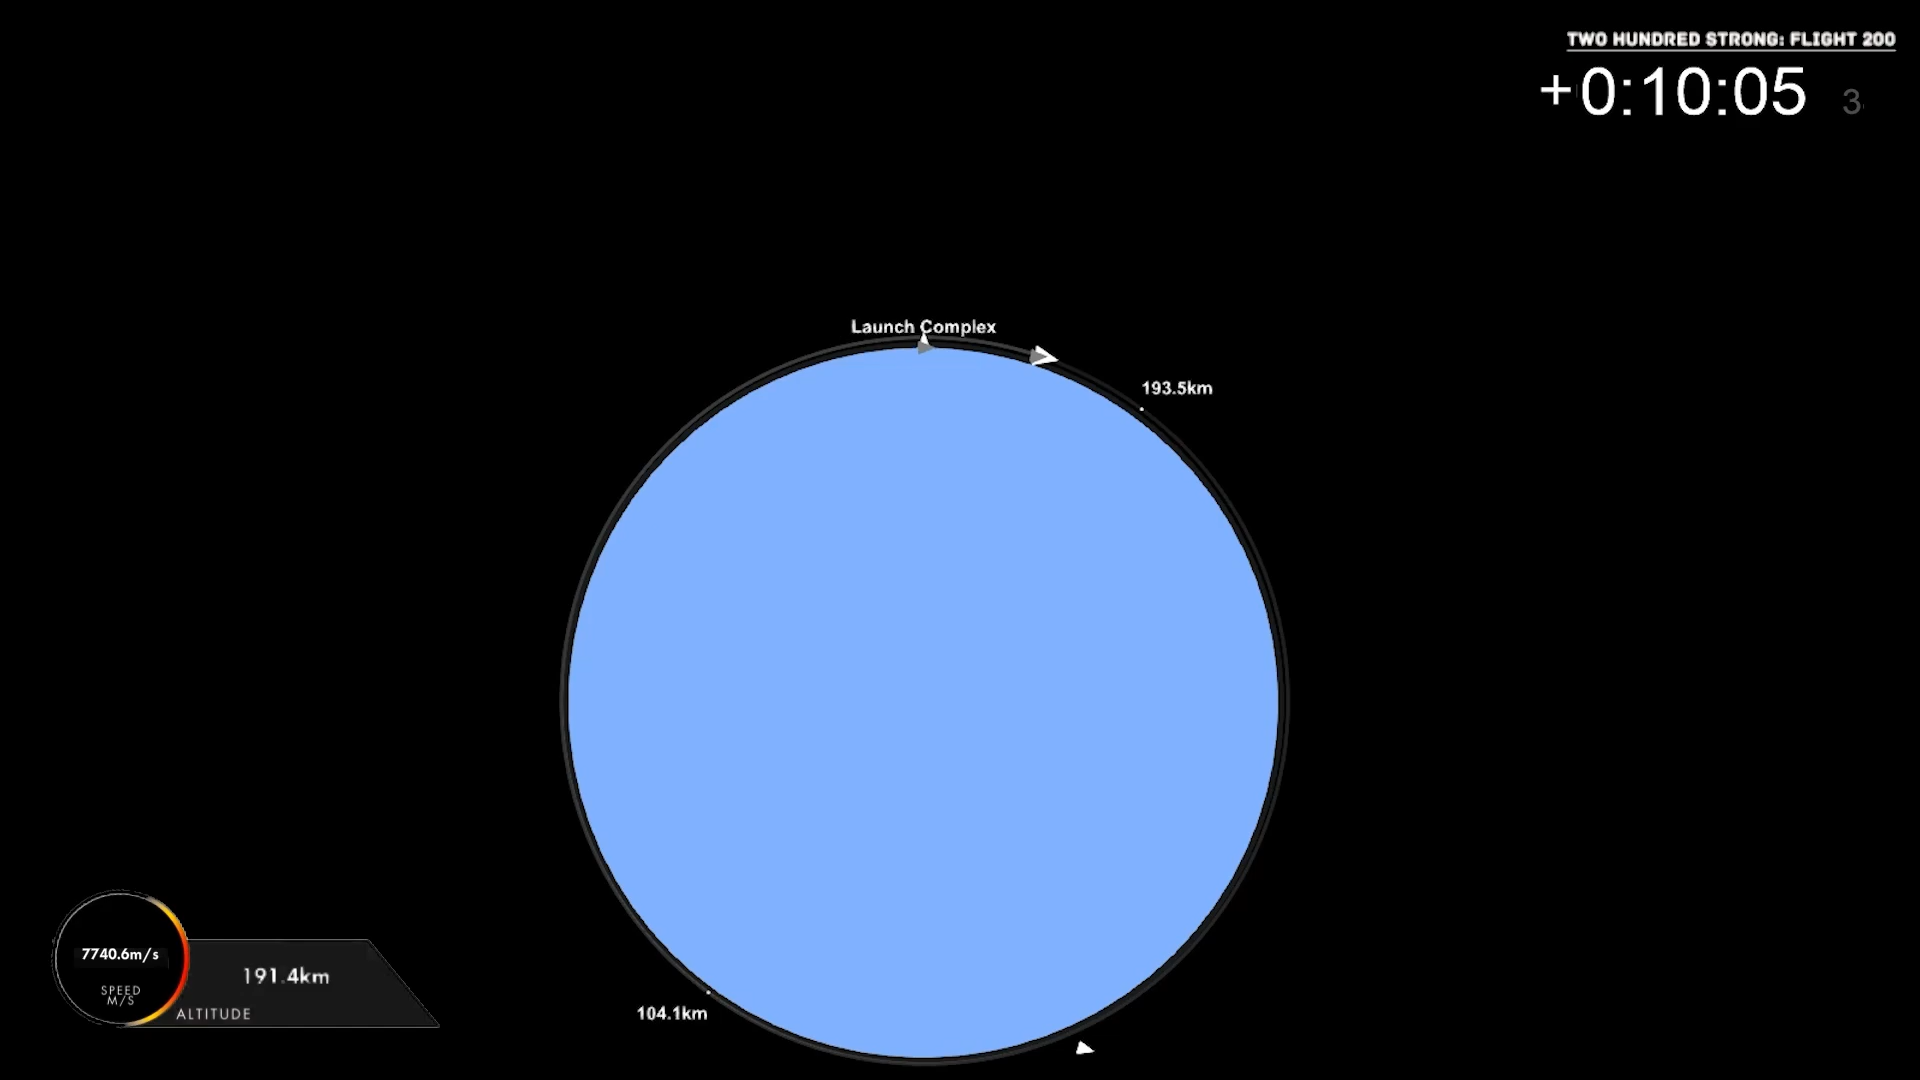 TWO HUNDRED STRONG: FLIGHT 200
+0:10:05 3
Launch Complex
193.5km
7740.6m/s
SPEED
M/S
191.4km
ALTITUDE
104.1km